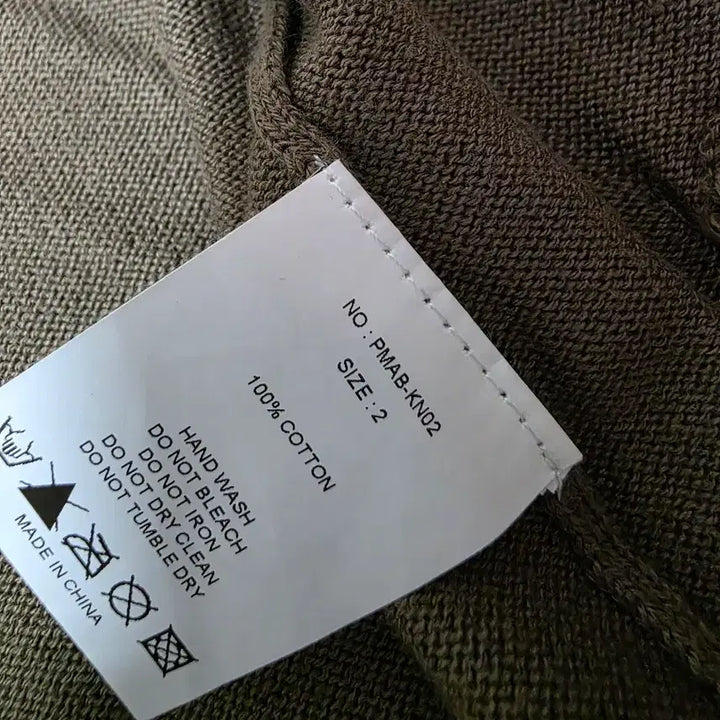 NO : PMAB-KN02
SIZE : 2
100% COTTON
HAND WASH
DO NOT BLEACH
DO NOT IRON
DO NOT DRY CLEAN
DO NOT TUMBLE DRY
MADE IN CHINA